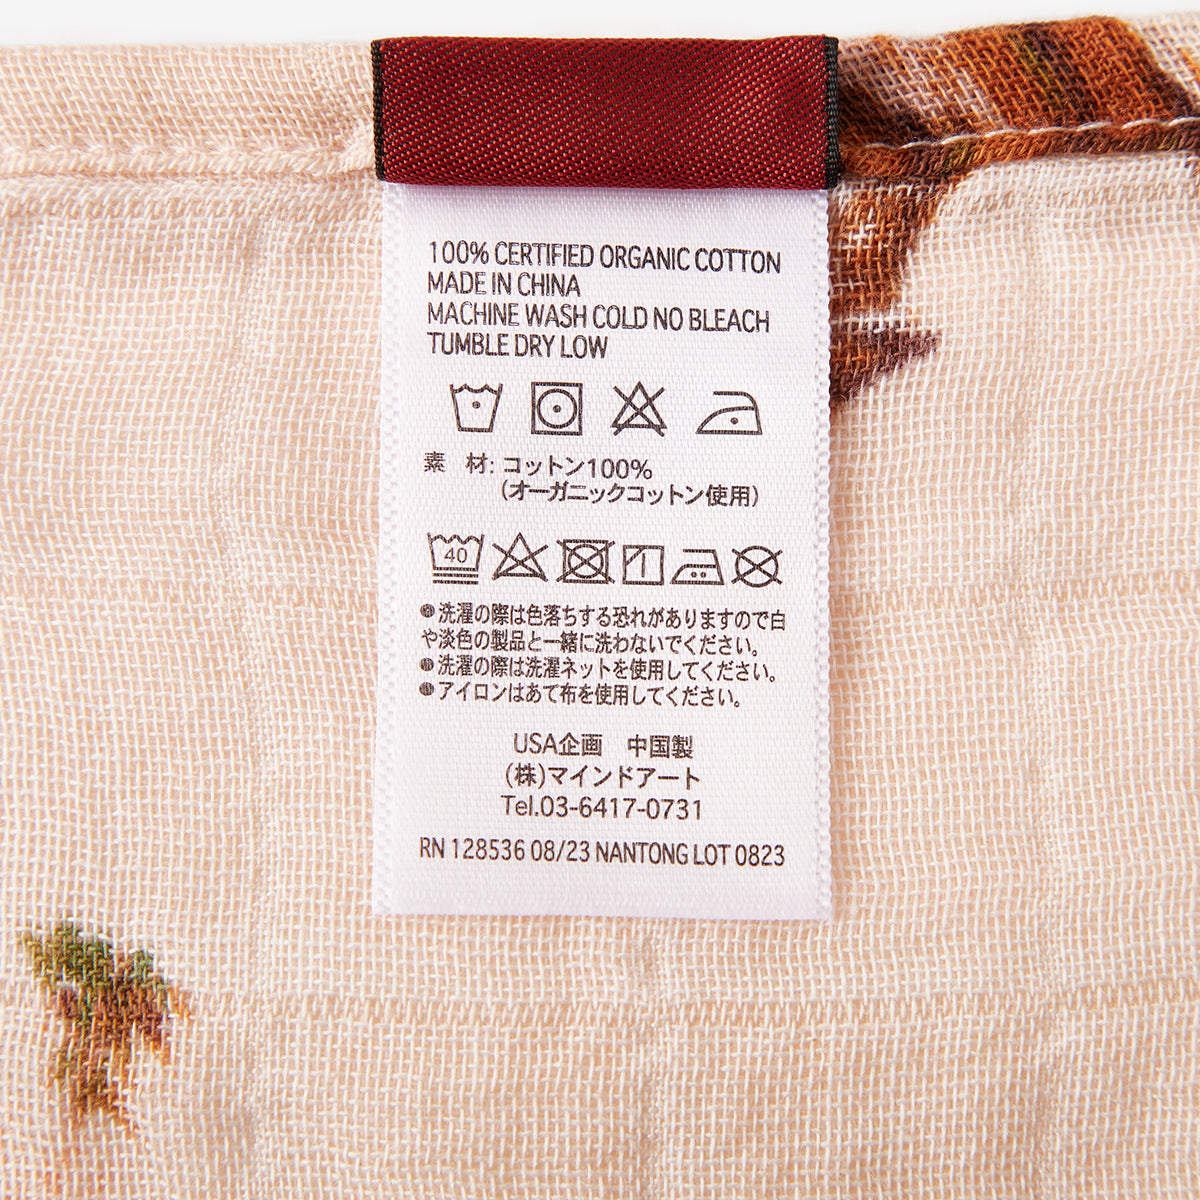 100% CERTIFIED ORGANIC COTTON
MADE IN CHINA
MACHINE WASH COLD NO BLEACH
TUMBLE DRY LOW
素　材: コットン100%
（オーガニックコットン使用）
40
●洗濯の際は色落ちする恐れがありますので白
や淡色の製品と一緒に洗わないでください。
●洗濯の際は洗濯ネットを使用してください。
●アイロンはあて布を使用してください。
USA企画　中国製
(株)マインドアート
Tel.03-6417-0731
RN 128536 08/23 NANTONG LOT 0823